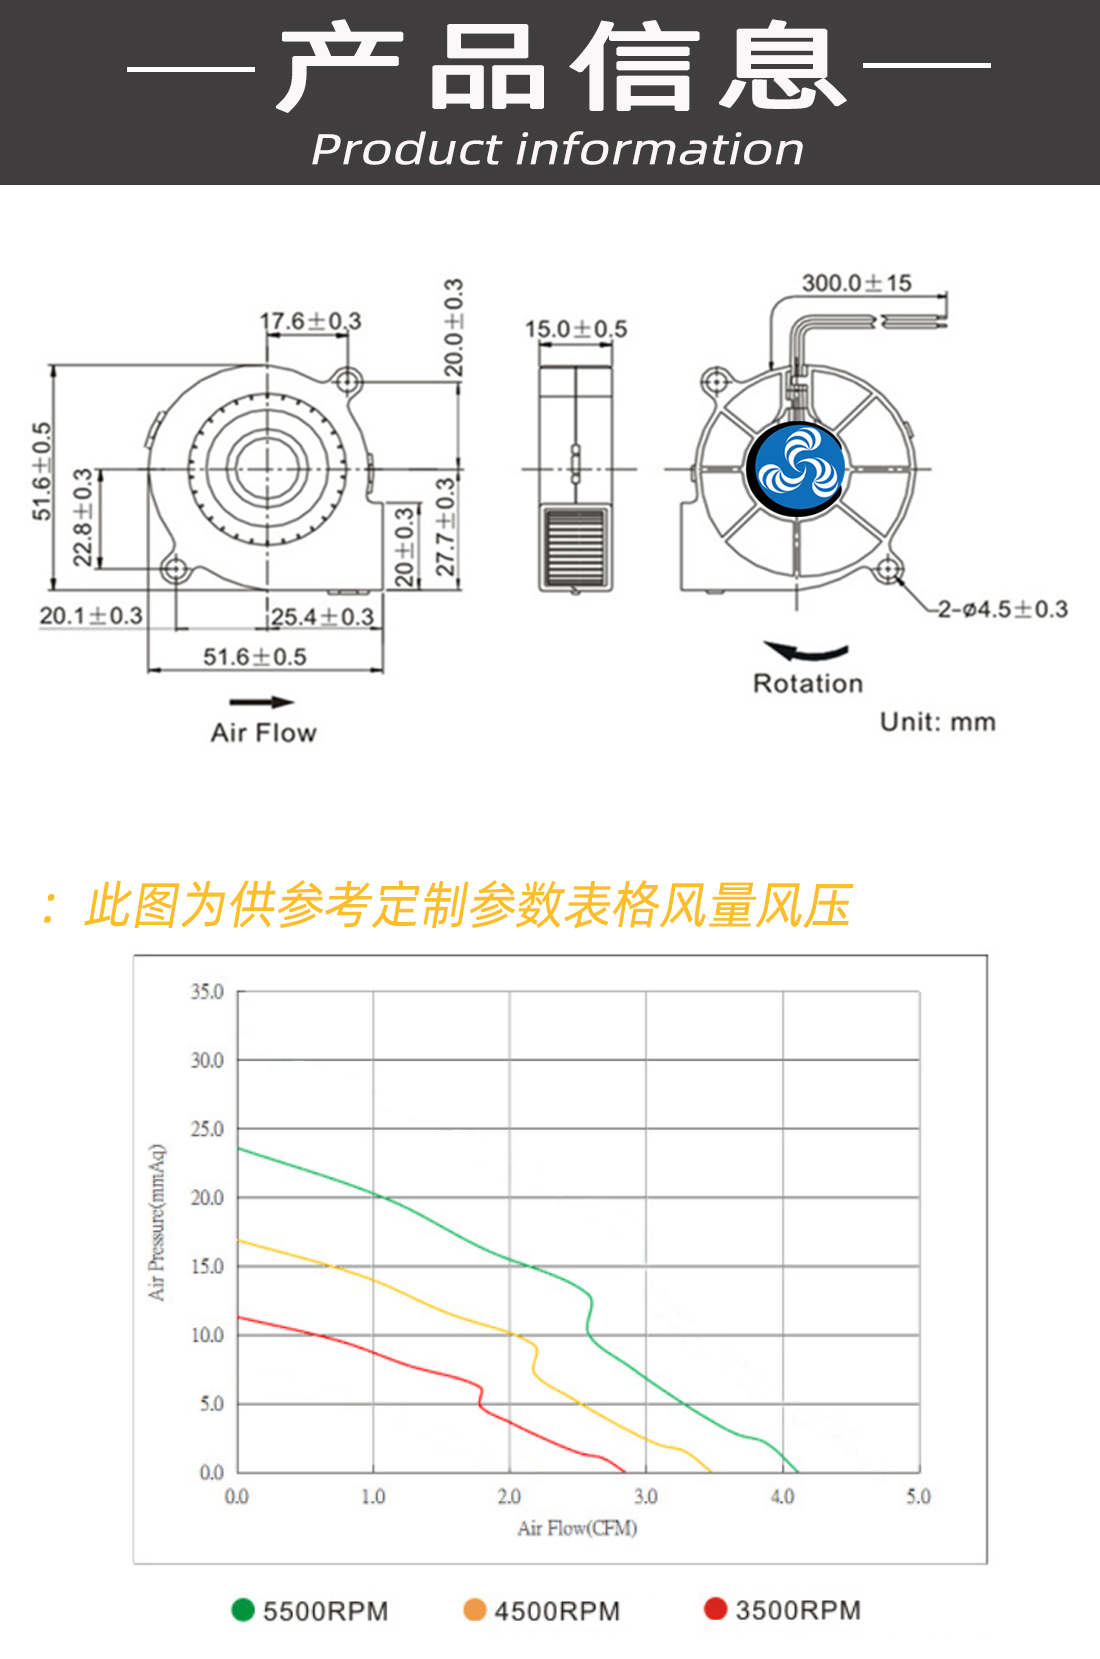 产品信息
Product information
300.0±15
20.0±0.3
17.6±0.3
15.0±0.5
51.6±0.5
22.8±0.3
20±0.3
27.7±0.3
20.1±0.3
25.4±0.3
2-ø4.5±0.3
51.6±0.5
Rotation
Air Flow
Unit: mm
：此图为供参考定制参数表格风量风压
35.0
30.0
25.0
20.0
15.0
10.0
5.0
0.0
Air Pressure(mmAq)
0.0 1.0 2.0 3.0 4.0 5.0
Air Flow(CFM)
5500RPM 4500RPM 3500RPM